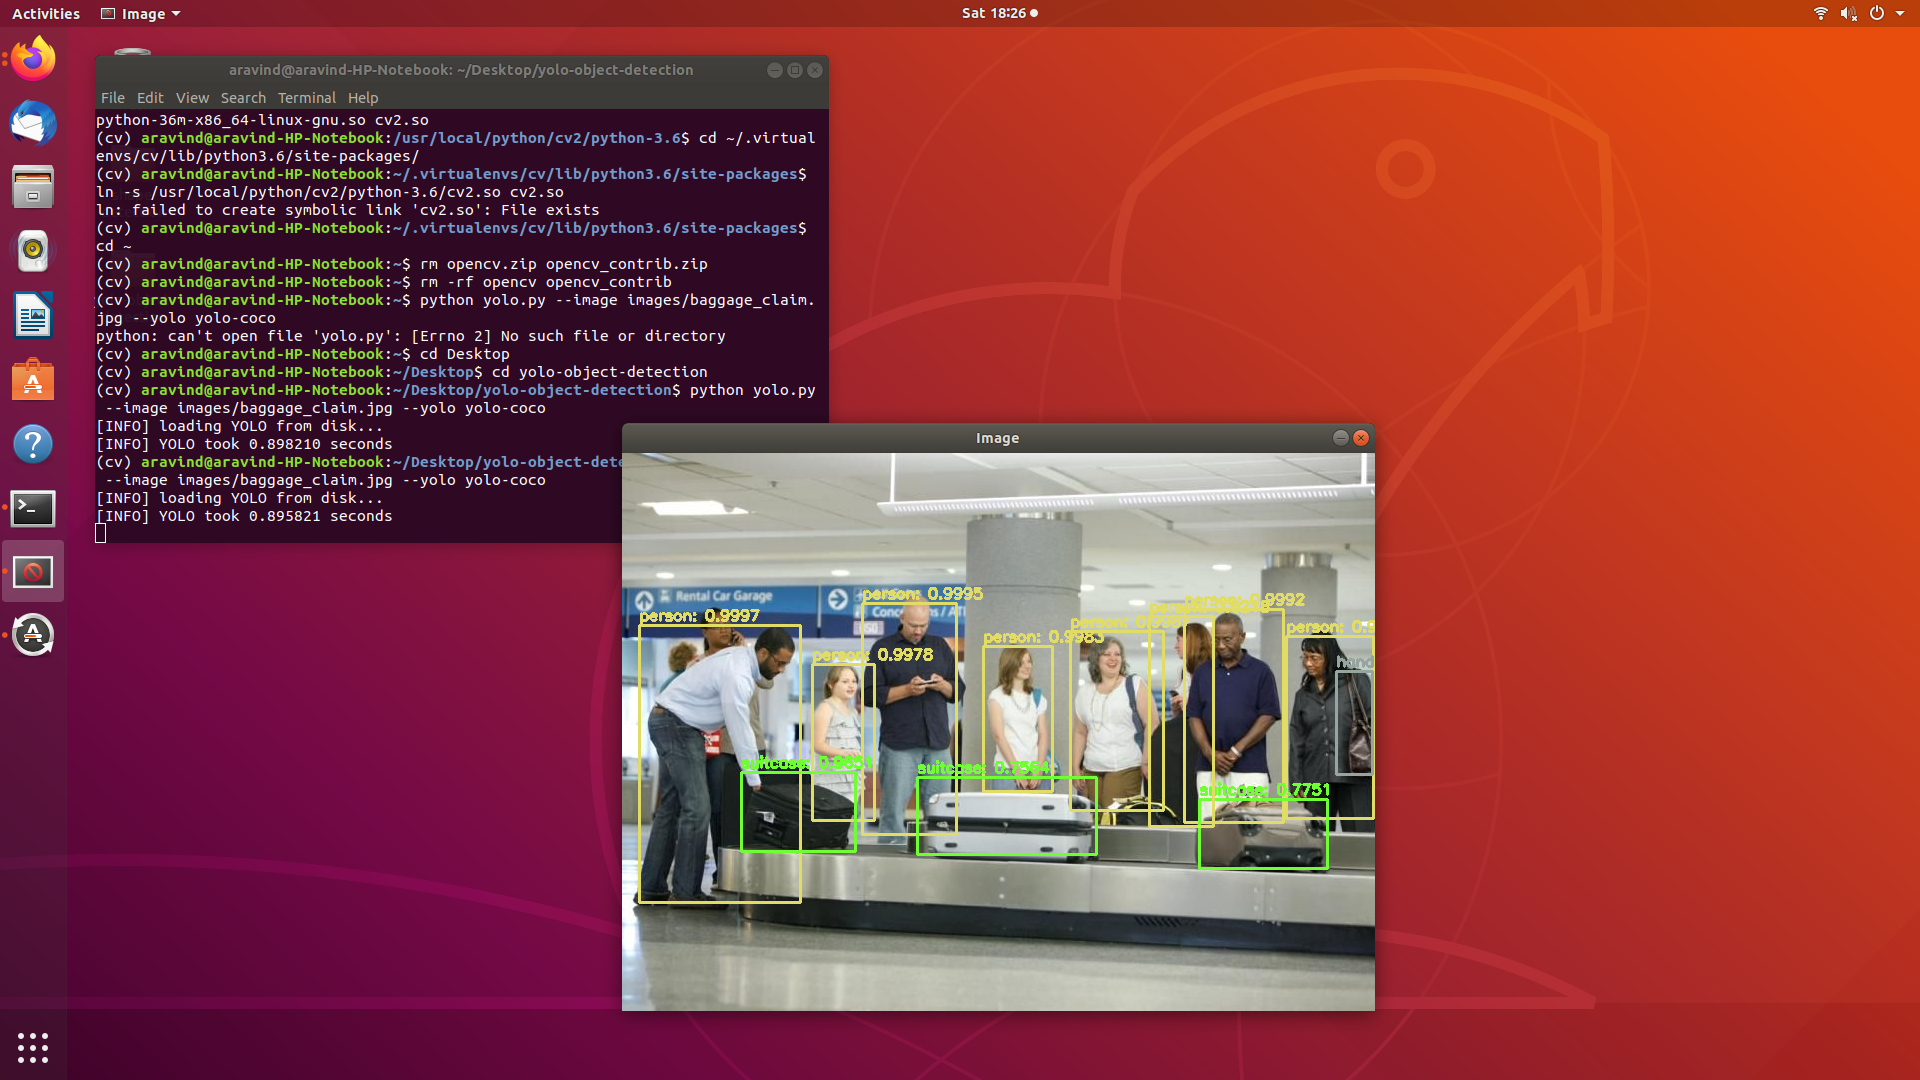 Activities
Image
Sat 18:26
aravind@aravind-HP-Notebook: ~/Desktop/yolo-object-detection
File Edit View Search Terminal Help
python-36m-x86_64-linux-gnu.so cv2.so
(cv) aravind@aravind-HP-Notebook:/usr/local/python/cv2/python-3.6$ cd ~/.virtual
envs/cv/lib/python3.6/site-packages/
(cv) aravind@aravind-HP-Notebook:~/.virtualenvs/cv/lib/python3.6/site-packages$
ln -s /usr/local/python/cv2/python-3.6/cv2.so cv2.so
ln: failed to create symbolic link 'cv2.so': File exists
(cv) aravind@aravind-HP-Notebook:~/.virtualenvs/cv/lib/python3.6/site-packages$
cd ~
(cv) aravind@aravind-HP-Notebook:~$ rm opencv.zip opencv_contrib.zip
(cv) aravind@aravind-HP-Notebook:~$ rm -rf opencv opencv_contrib
(cv) aravind@aravind-HP-Notebook:~$ python yolo.py --image images/baggage_claim.
jpg --yolo yolo-coco
python: can't open file 'yolo.py': [Errno 2] No such file or directory
(cv) aravind@aravind-HP-Notebook:~$ cd Desktop
(cv) aravind@aravind-HP-Notebook:~/Desktop$ cd yolo-object-detection
(cv) aravind@aravind-HP-Notebook:~/Desktop/yolo-object-detection$ python yolo.py
--image images/baggage_claim.jpg --yolo yolo-coco
[INFO] loading YOLO from disk...
[INFO] YOLO took 0.898210 seconds
(cv) aravind@aravind-HP-Notebook:~/Desktop/yolo-object-dete
--image images/baggage_claim.jpg --yolo yolo-coco
[INFO] loading YOLO from disk...
[INFO] YOLO took 0.895821 seconds
Image
Rental Car Garage
person: 0.9995
person: 0.9992
person: 0.9997
person:
person: 0.9983
person: 0.9978
hand
suitcase:
suitcase: 0.7564
suitcase: 0.7751